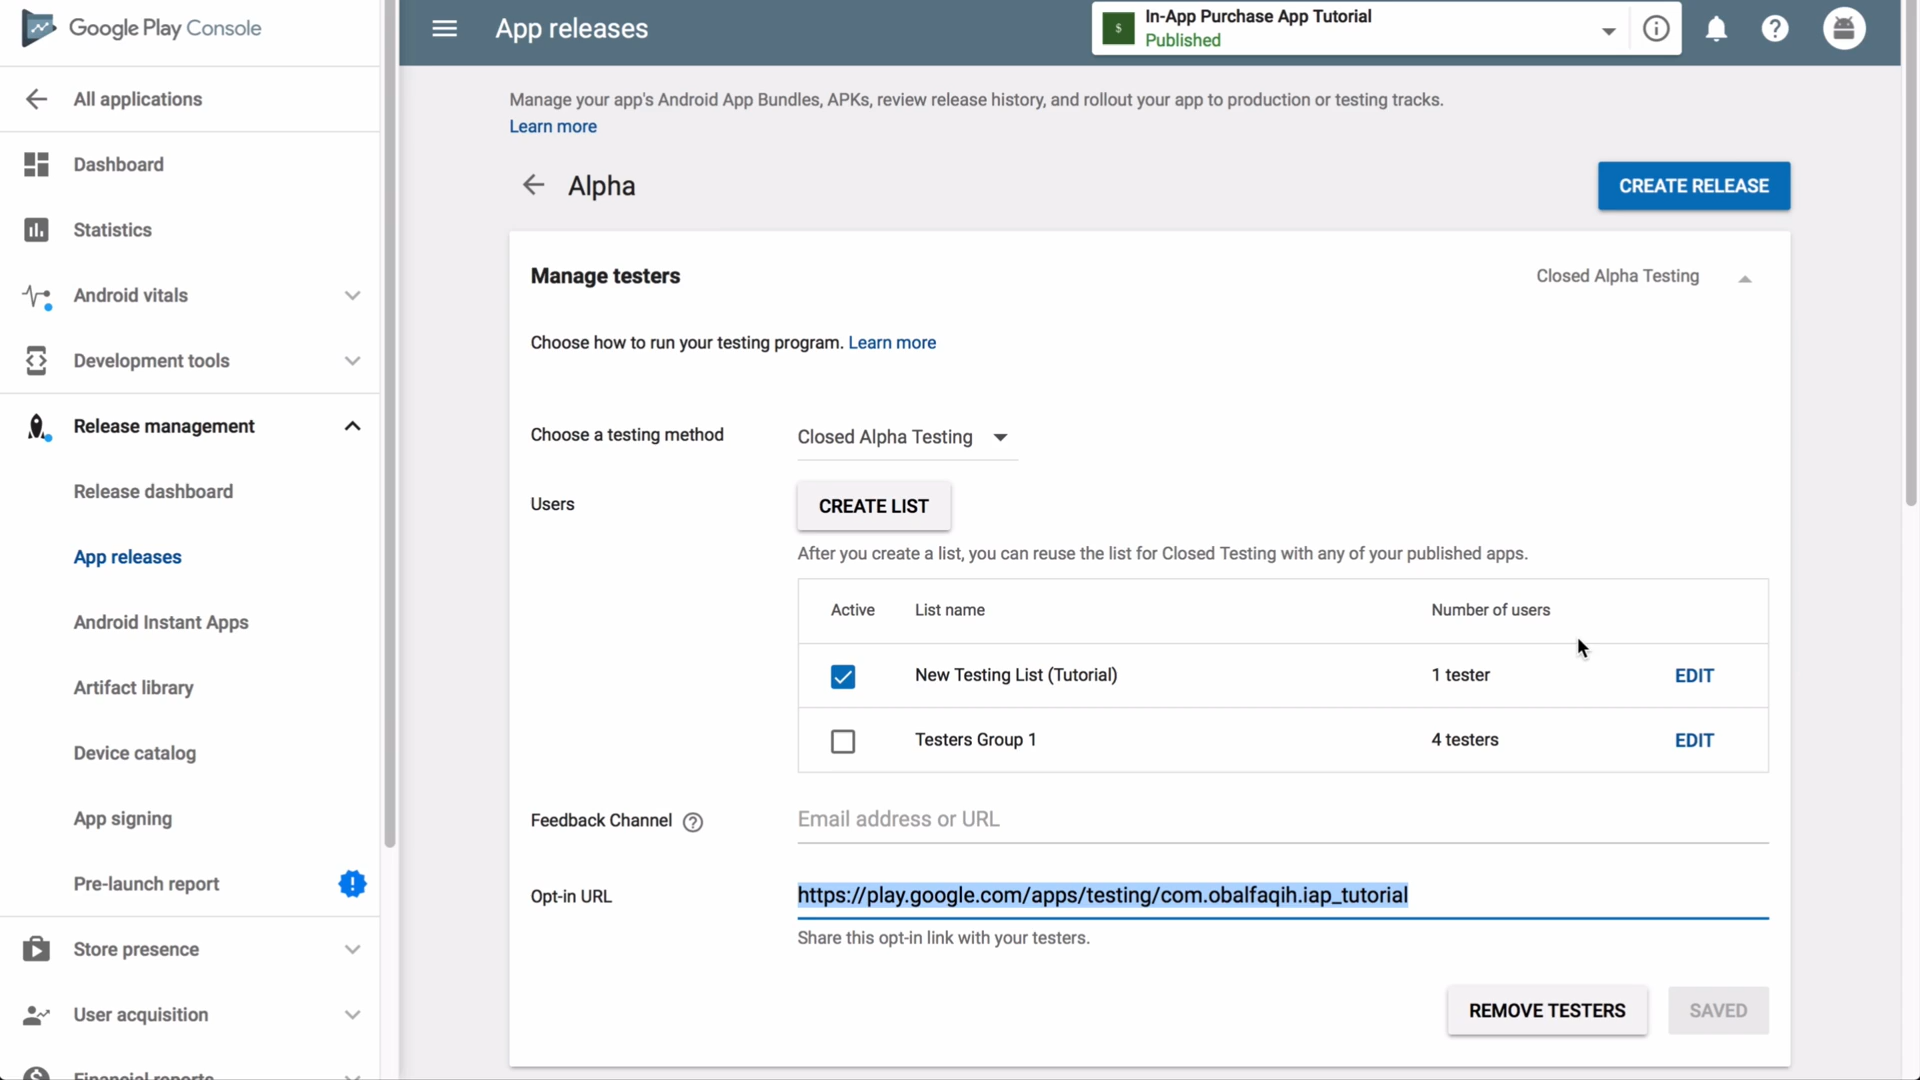 Google Play Console
App releases
In-App Purchase App Tutorial
Published
All applications
Dashboard
Statistics
Android vitals
Development tools
Release management
Release dashboard
App releases
Android Instant Apps
Artifact library
Device catalog
App signing
Pre-launch report
Store presence
User acquisition
Financial reports
Manage your app's Android App Bundles, APKs, review release history, and rollout your app to production or testing tracks.
Learn more
Alpha
CREATE RELEASE
Manage testers
Closed Alpha Testing
Choose how to run your testing program. Learn more
Choose a testing method
Closed Alpha Testing
Users
CREATE LIST
After you create a list, you can reuse the list for Closed Testing with any of your published apps.
Active List name Number of users
New Testing List (Tutorial) 1 tester EDIT
Testers Group 1 4 testers EDIT
Feedback Channel
Email address or URL
Opt-in URL
https://play.google.com/apps/testing/com.obalfaqih.iap_tutorial
Share this opt-in link with your testers.
REMOVE TESTERS
SAVED